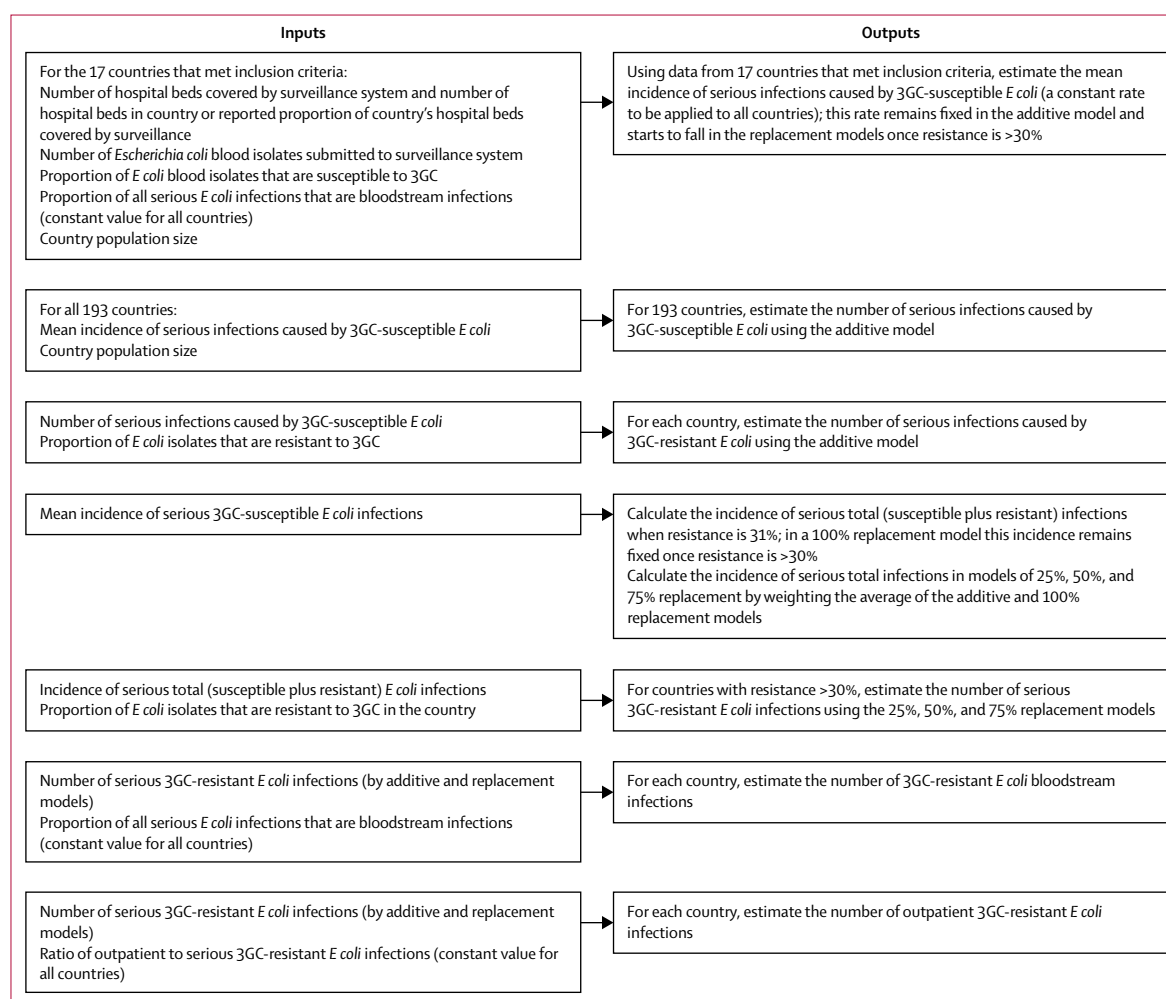 Inputs
Outputs
For the 17 countries that met inclusion criteria:
Number of hospital beds covered by surveillance system and number of
hospital beds in country or reported proportion of country's hospital beds
covered by surveillance
Number of Escherichia coli blood isolates submitted to surveillance system
Proportion of E coli blood isolates that are susceptible to 3GC
Proportion of all serious E coli infections that are bloodstream infections
(constant value for all countries)
Country population size
Using data from 17 countries that met inclusion criteria, estimate the mean
incidence of serious infections caused by 3GC-susceptible E coli (a constant rate
to be applied to all countries); this rate remains fixed in the additive model and
starts to fall in the replacement models once resistance is >30%
For all 193 countries:
Mean incidence of serious infections caused by 3GC-susceptible E coli
Country population size
For 193 countries, estimate the number of serious infections caused by
3GC-susceptible E coli using the additive model
Number of serious infections caused by 3GC-susceptible E coli
Proportion of E coli isolates that are resistant to 3GC
For each country, estimate the number of serious infections caused by
3GC-resistant E coli using the additive model
Mean incidence of serious 3GC-susceptible E coli infections
Calculate the incidence of serious total (susceptible plus resistant) infections
when resistance is 31%; in a 100% replacement model this incidence remains
fixed once resistance is >30%
Calculate the incidence of serious total infections in models of 25%, 50%, and
75% replacement by weighting the average of the additive and 100%
replacement models
Incidence of serious total (susceptible plus resistant) E coli infections
Proportion of E coli isolates that are resistant to 3GC in the country
For countries with resistance >30%, estimate the number of serious
3GC-resistant E coli infections using the 25%, 50%, and 75% replacement models
Number of serious 3GC-resistant E coli infections (by additive and replacement
models)
Proportion of all serious E coli infections that are bloodstream infections
(constant value for all countries)
For each country, estimate the number of 3GC-resistant E coli bloodstream
infections
Number of serious 3GC-resistant E coli infections (by additive and replacement
models)
Ratio of outpatient to serious 3GC-resistant E coli infections (constant value for
all countries)
For each country, estimate the number of outpatient 3GC-resistant E coli
infections